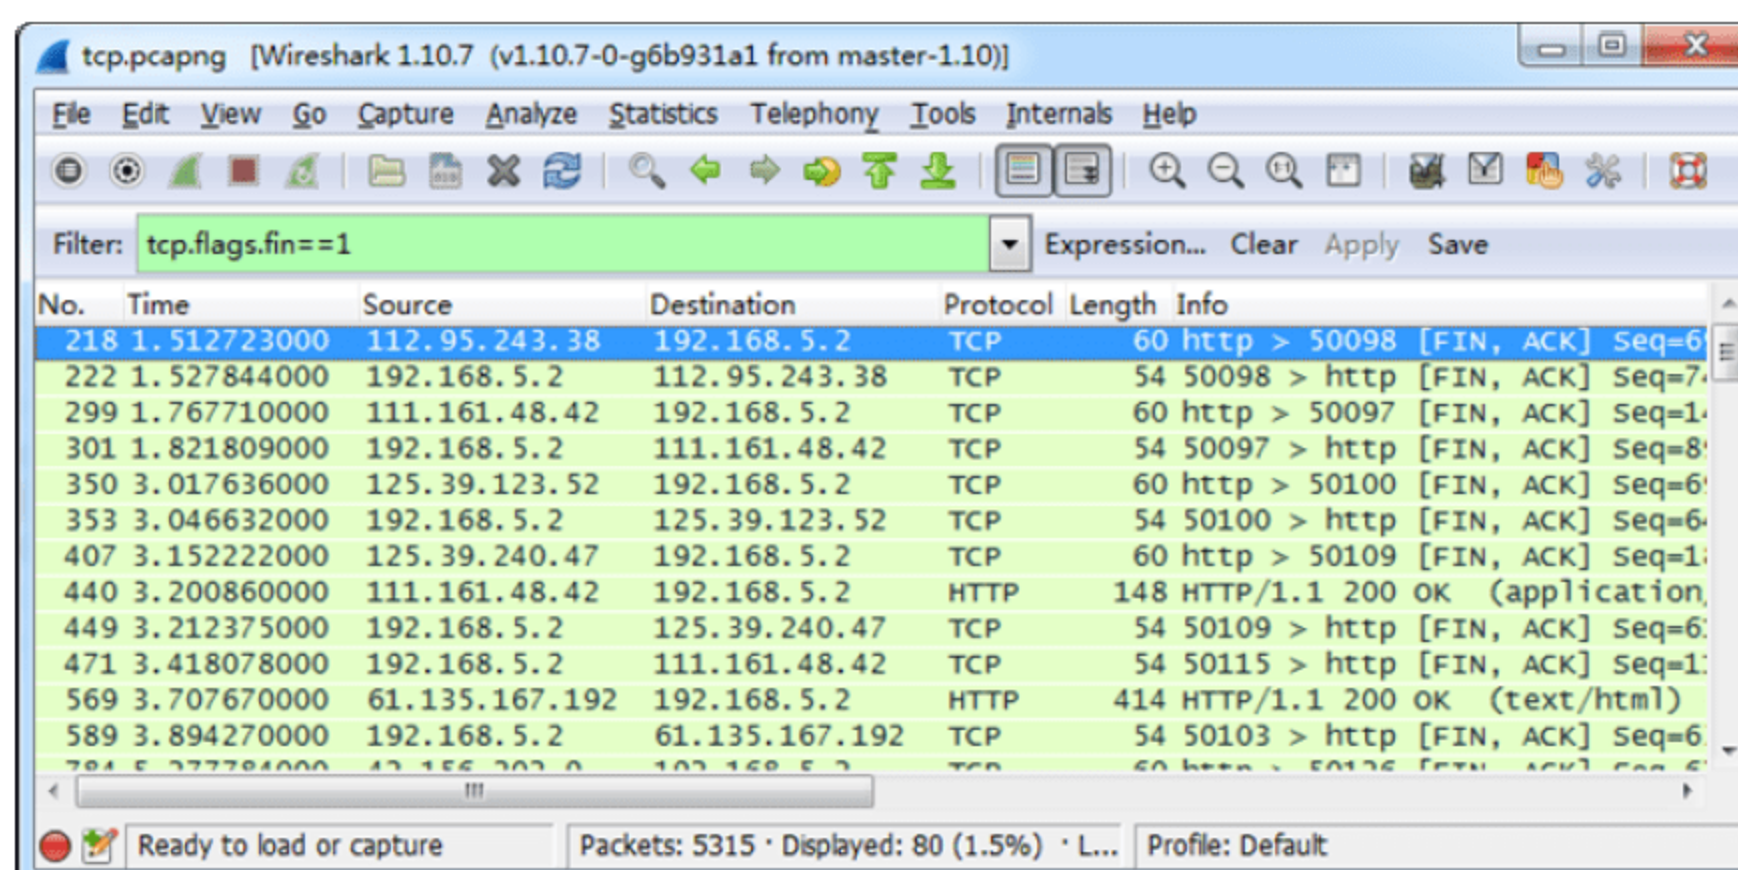 tcp.pcapng [Wireshark 1.10.7 (v1.10.7-0-g6b931a1 from master-1.10)]
File Edit View Go Capture Analyze Statistics Telephony Tools Internals Help
Filter: tcp.flags.fin==1 Expression... Clear Apply Save
No. Time Source Destination Protocol Length Info
218 1.512723000 112.95.243.38 192.168.5.2 TCP 60 http > 50098 [FIN, ACK] Seq=6
222 1.527844000 192.168.5.2 112.95.243.38 TCP 54 50098 > http [FIN, ACK] Seq=7
299 1.767710000 111.161.48.42 192.168.5.2 TCP 60 http > 50097 [FIN, ACK] Seq=1
301 1.821809000 192.168.5.2 111.161.48.42 TCP 54 50097 > http [FIN, ACK] Seq=8
350 3.017636000 125.39.123.52 192.168.5.2 TCP 60 http > 50100 [FIN, ACK] Seq=6
353 3.046632000 192.168.5.2 125.39.123.52 TCP 54 50100 > http [FIN, ACK] Seq=6
407 3.152222000 125.39.240.47 192.168.5.2 TCP 60 http > 50109 [FIN, ACK] Seq=1
440 3.200860000 111.161.48.42 192.168.5.2 HTTP 148 HTTP/1.1 200 OK (application
449 3.212375000 192.168.5.2 125.39.240.47 TCP 54 50109 > http [FIN, ACK] Seq=6
471 3.418078000 192.168.5.2 111.161.48.42 TCP 54 50115 > http [FIN, ACK] Seq=1
569 3.707670000 61.135.167.192 192.168.5.2 HTTP 414 HTTP/1.1 200 OK (text/html)
589 3.894270000 192.168.5.2 61.135.167.192 TCP 54 50103 > http [FIN, ACK] Seq=6
Ready to load or capture Packets: 5315 · Displayed: 80 (1.5%) · L... Profile: Default